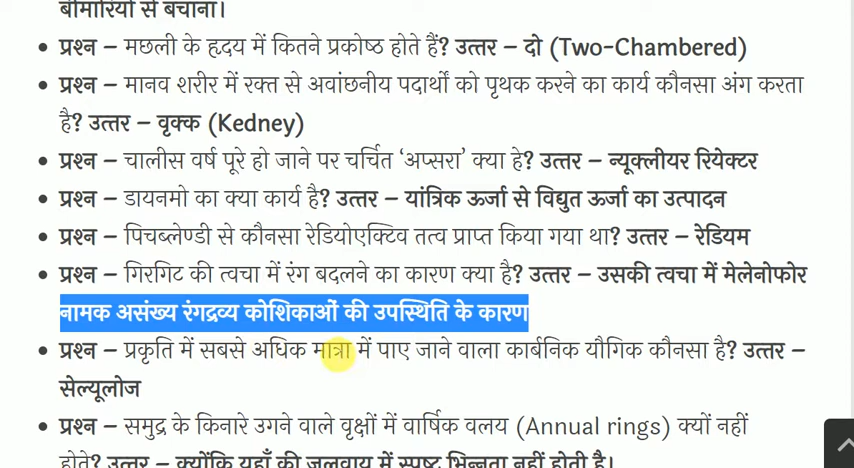 बीमारियों से बचाना।
प्रश्न – मछली के हृदय में कितने प्रकोष्ठ होते हैं? उत्तर – दो (Two-Chambered)
प्रश्न – मानव शरीर में रक्त से अवांछनीय पदार्थों को पृथक करने का कार्य कौनसा अंग करता
है? उत्तर – वृक्क (Kedney)
प्रश्न – चालीस वर्ष पूरे हो जाने पर चर्चित ‘अप्सरा’ क्या हे? उत्तर – न्यूक्लीयर रियेक्टर
प्रश्न – डायनमो का क्या कार्य है? उत्तर – यांत्रिक ऊर्जा से विद्युत ऊर्जा का उत्पादन
प्रश्न – पिचब्लेण्डी से कौनसा रेडियोएक्टिव तत्व प्राप्त किया गया था? उत्तर – रेडियम
प्रश्न – गिरगिट की त्वचा में रंग बदलने का कारण क्या है? उत्तर – उसकी त्वचा में मेलेनोफोर
नामक असंख्य रंगद्रव्य कोशिकाओं की उपस्थिति के कारण
प्रश्न – प्रकृति में सबसे अधिक मात्रा में पाए जाने वाला कार्बनिक यौगिक कौनसा है? उत्तर –
सेल्यूलोज
प्रश्न – समुद्र के किनारे उगने वाले वृक्षों में वार्षिक वलय (Annual rings) क्यों नहीं
होते? उत्तर – क्योंकि यहाँ की जलवायु में स्पष्ट भिन्नता नहीं होती है।